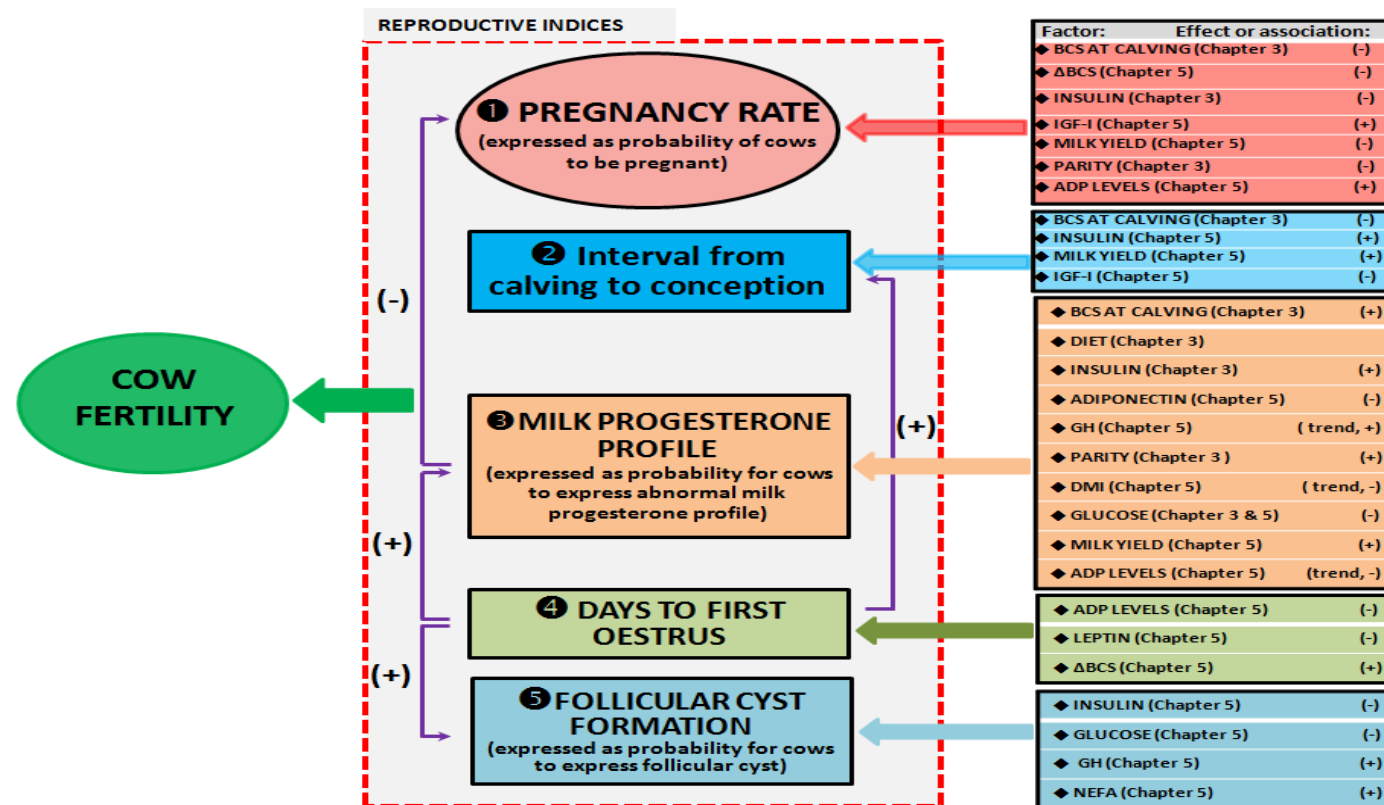 REPRODUCTIVE INDICES
❶ PREGNANCY RATE
(expressed as probability of cows
to be pregnant)
❷ Interval from
calving to conception
(-)
COW
FERTILITY
❸MILK PROGESTERONE
PROFILE
(expressed as probability for cows
to express abnormal milk
progesterone profile)
(+)
(+)
❹ DAYS TO FIRST
OESTRUS
(+)
❺FOLLICULAR CYST
FORMATION
(expressed as probability for cows
to express follicular cyst)
Factor: Effect or association:
◆ BCS AT CALVING (Chapter 3) (-)
◆ ΔBCS (Chapter 5) (-)
◆ INSULIN (Chapter 3) (-)
◆ IGF-I (Chapter 5) (+)
◆ MILK YIELD (Chapter 5) (-)
◆ PARITY (Chapter 3) (-)
◆ ADP LEVELS (Chapter 5) (+)
◆ BCS AT CALVING (Chapter 3) (-)
◆ INSULIN (Chapter 5) (+)
◆ MILK YIELD (Chapter 5) (+)
◆ IGF-I (Chapter 5) (-)
◆ BCS AT CALVING (Chapter 3) (+)
◆ DIET (Chapter 3)
◆ INSULIN (Chapter 3) (+)
◆ ADIPONECTIN (Chapter 5) (-)
◆ GH (Chapter 5) ( trend, +)
◆ PARITY (Chapter 3 ) (+)
◆ DMI (Chapter 5) ( trend, -)
◆ GLUCOSE (Chapter 3 & 5) (-)
◆ MILK YIELD (Chapter 5) (+)
◆ ADP LEVELS (Chapter 5) (trend, -)
◆ ADP LEVELS (Chapter 5) (-)
◆ LEPTIN (Chapter 5) (-)
◆ ΔBCS (Chapter 5) (+)
◆ INSULIN (Chapter 5) (-)
◆ GLUCOSE (Chapter 5) (-)
◆ GH (Chapter 5) (+)
◆ NEFA (Chapter 5) (+)